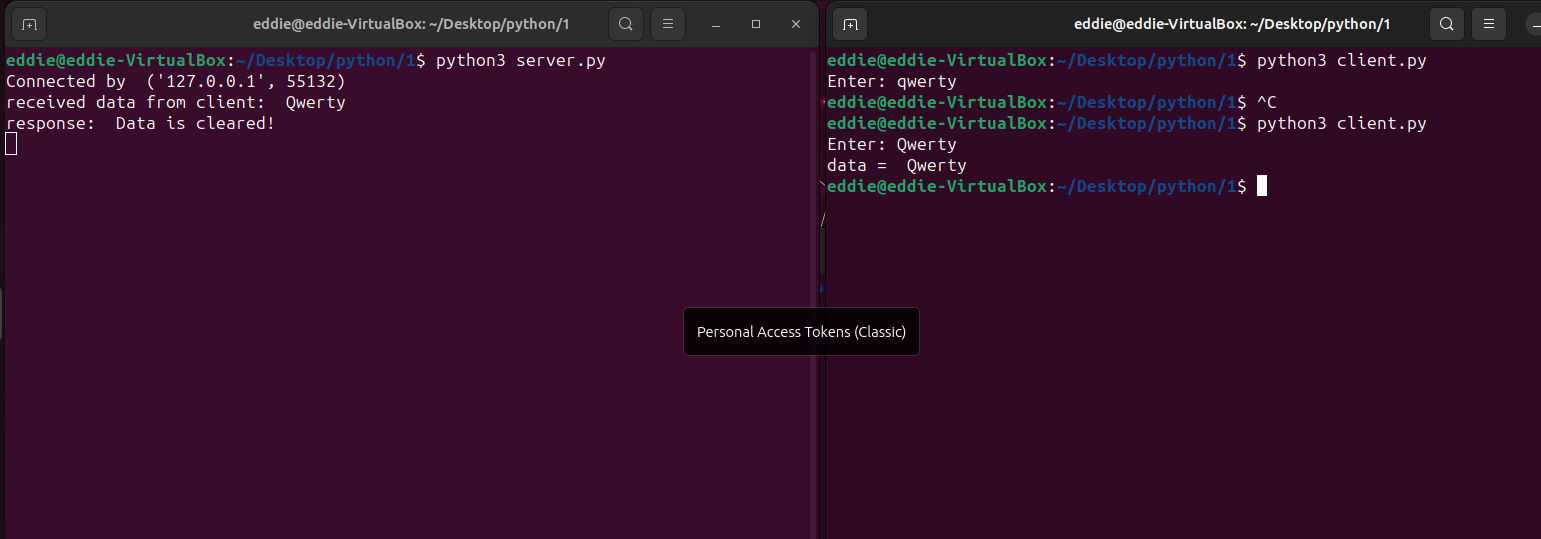 eddie@eddie-VirtualBox: ~/Desktop/python/1
eddie@eddie-VirtualBox:~/Desktop/python/1$ python3 server.py
Connected by  ('127.0.0.1', 55132)
received data from client:  Qwerty
response:  Data is cleared!
eddie@eddie-VirtualBox: ~/Desktop/python/1
eddie@eddie-VirtualBox:~/Desktop/python/1$ python3 client.py
Enter: qwerty
eddie@eddie-VirtualBox:~/Desktop/python/1$ ^C
eddie@eddie-VirtualBox:~/Desktop/python/1$ python3 client.py
Enter: Qwerty
data =  Qwerty
eddie@eddie-VirtualBox:~/Desktop/python/1$
Personal Access Tokens (Classic)